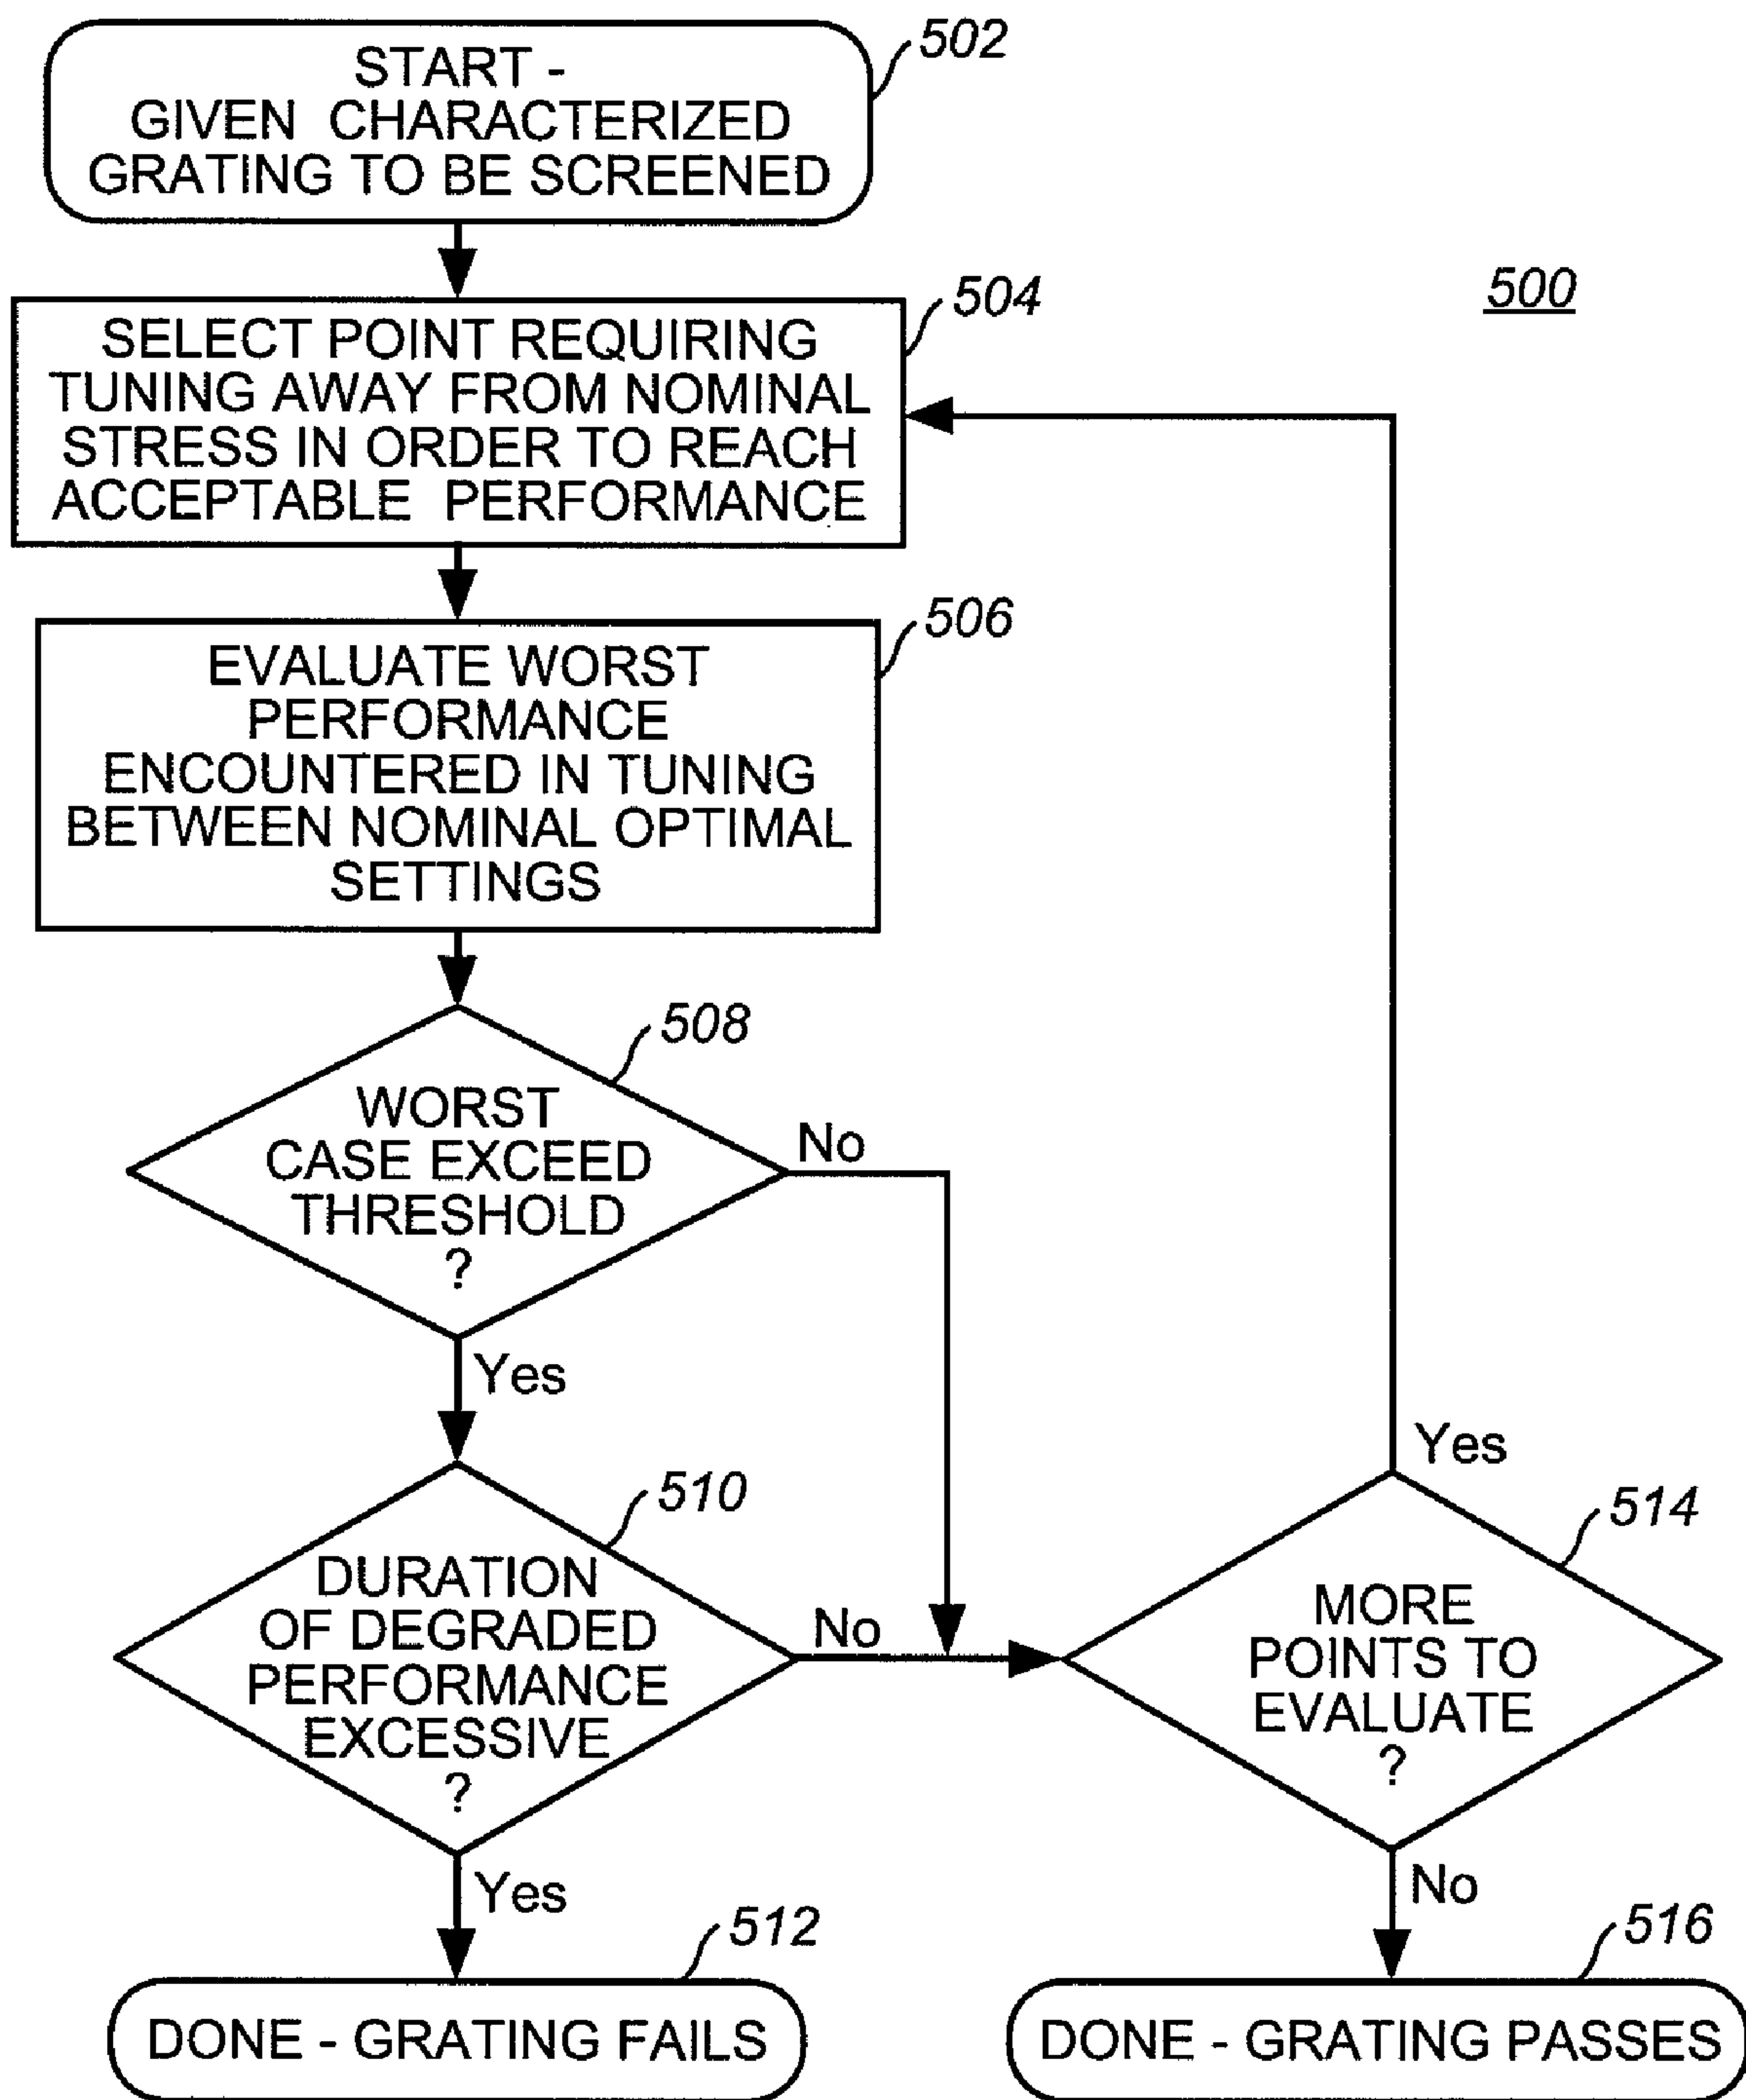 502
START -
GIVEN CHARACTERIZED
GRATING TO BE SCREENED
504
500
SELECT POINT REQUIRING
TUNING AWAY FROM NOMINAL
STRESS IN ORDER TO REACH
ACCEPTABLE PERFORMANCE
506
EVALUATE WORST
PERFORMANCE
ENCOUNTERED IN TUNING
BETWEEN NOMINAL OPTIMAL
SETTINGS
508
WORST
CASE EXCEED
THRESHOLD
?
No
Yes
510
DURATION
OF DEGRADED
PERFORMANCE
EXCESSIVE
?
No
Yes
Yes
514
MORE
POINTS TO
EVALUATE
?
No
512
DONE - GRATING FAILS
516
DONE - GRATING PASSES